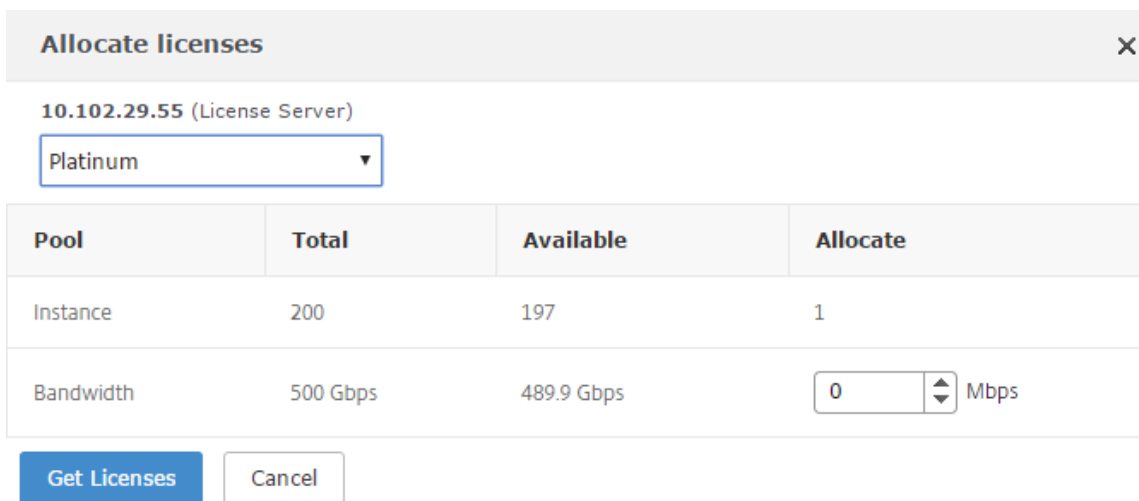 Allocate licenses
10.102.29.55 (License Server)
Platinum
Pool Total Available Allocate
Instance 200 197 1
Bandwidth 500 Gbps 489.9 Gbps 0 Mbps
Get Licenses Cancel